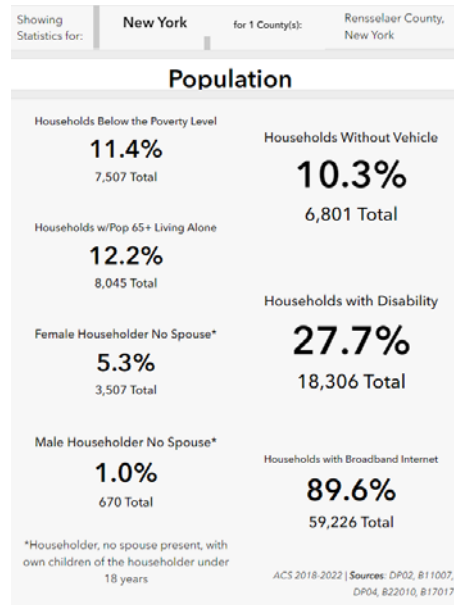 Showing
Statistics for:
New York
for 1 County(s):
Rensselaer County,
New York
Population
Households Below the Poverty Level
11.4%
7,507 Total
Households w/Pop 65+ Living Alone
12.2%
8,045 Total
Female Householder No Spouse*
5.3%
3,507 Total
Male Householder No Spouse*
1.0%
670 Total
*Householder, no spouse present, with
own children of the householder under
18 years
Households Without Vehicle
10.3%
6,801 Total
Households with Disability
27.7%
18,306 Total
Households with Broadband Internet
89.6%
59,226 Total
ACS 2018-2022 | Sources: DP02, B11007,
DP04, B22010, B17017